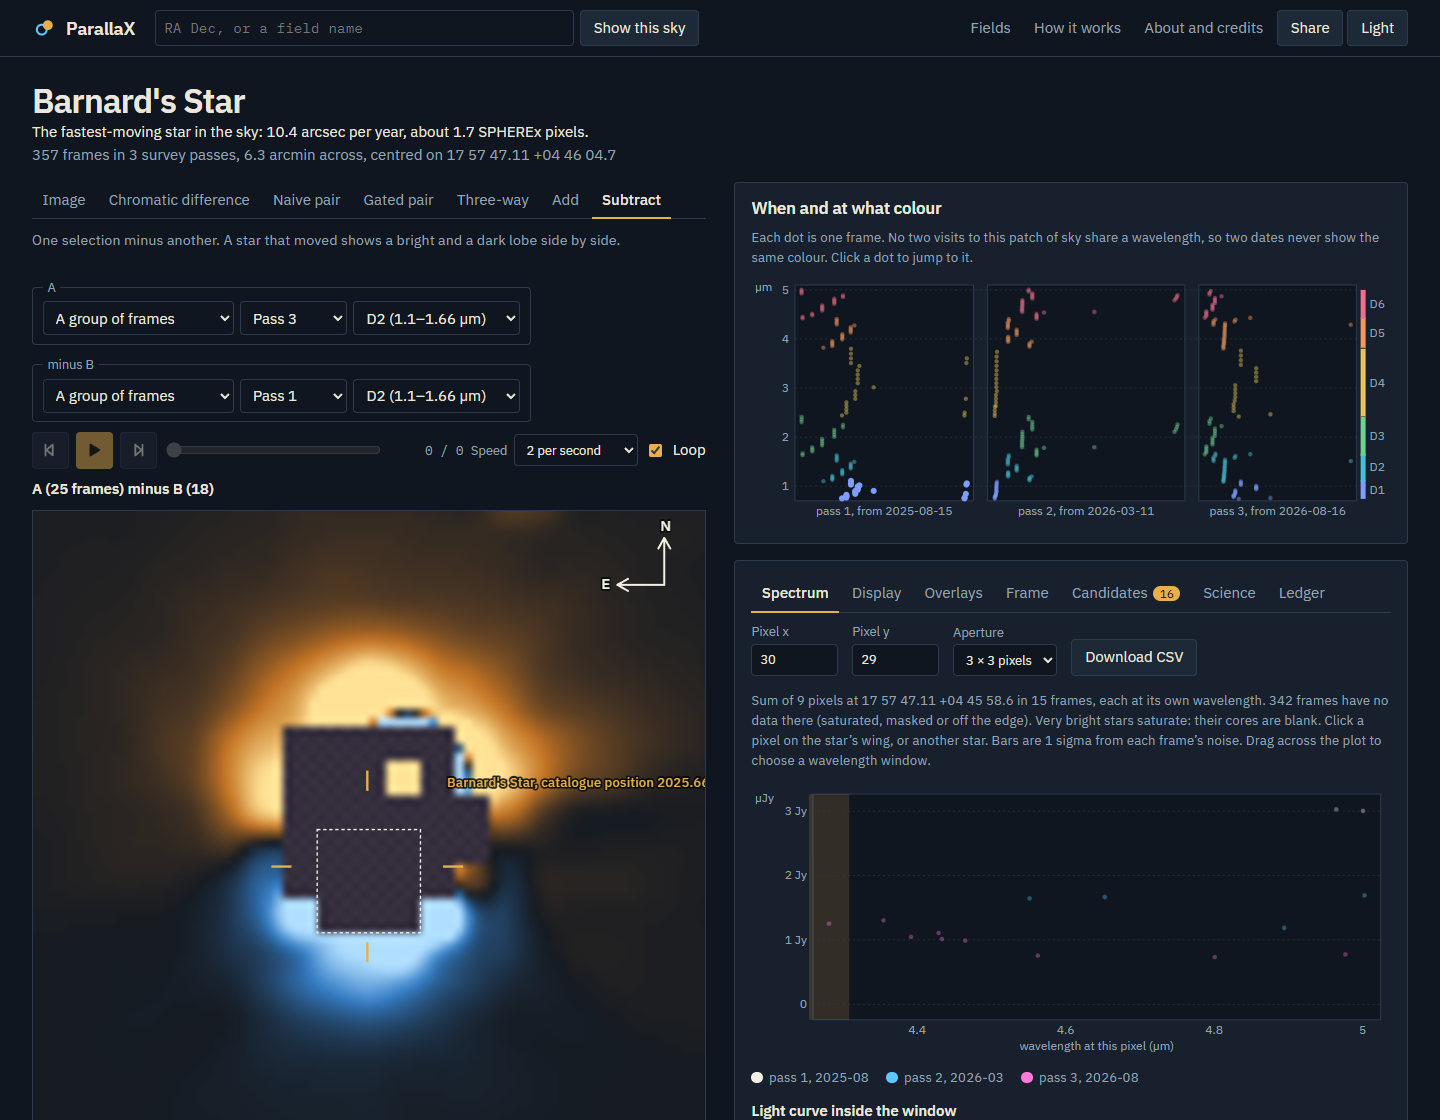 ParallaX
RA Dec, or a field name
Show this sky
Fields
How it works
About and credits
Share
Light
Barnard's Star
The fastest-moving star in the sky: 10.4 arcsec per year, about 1.7 SPHEREx pixels.
357 frames in 3 survey passes, 6.3 arcmin across, centred on 17 57 47.11 +04 46 04.7
Image
Chromatic difference
Naive pair
Gated pair
Three-way
Add
Subtract
One selection minus another. A star that moved shows a bright and a dark lobe side by side.
A
A group of frames
Pass 3
D2 (1.1–1.66 µm)
minus B
A group of frames
Pass 1
D2 (1.1–1.66 µm)
0 / 0
Speed
2 per second
Loop
A (25 frames) minus B (18)
N
E
Barnard's Star, catalogue position 2025.66
When and at what colour
Each dot is one frame. No two visits to this patch of sky share a wavelength, so two dates never show the
same colour. Click a dot to jump to it.
µm
5
4
3
2
1
D6
D5
D4
D3
D2
D1
pass 1, from 2025-08-15
pass 2, from 2026-03-11
pass 3, from 2026-08-16
Spectrum
Display
Overlays
Frame
Candidates 16
Science
Ledger
Pixel x
30
Pixel y
29
Aperture
3 × 3 pixels
Download CSV
Sum of 9 pixels at 17 57 47.11 +04 45 58.6 in 15 frames, each at its own wavelength. 342 frames have no
data there (saturated, masked or off the edge). Very bright stars saturate: their cores are blank. Click a
pixel on the star’s wing, or another star. Bars are 1 sigma from each frame’s noise. Drag across the plot to
choose a wavelength window.
µJy
3 Jy
2 Jy
1 Jy
0
4.4
4.6
4.8
5
wavelength at this pixel (µm)
pass 1, 2025-08
pass 2, 2026-03
pass 3, 2026-08
Light curve inside the window